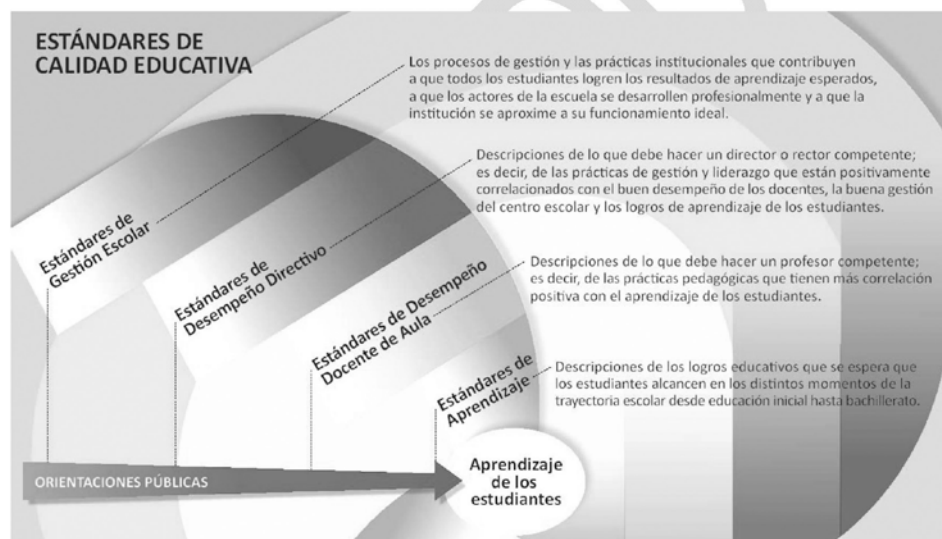 ESTÁNDARES DE
CALIDAD EDUCATIVA
Los procesos de gestión y las prácticas institucionales que contribuyen
a que todos los estudiantes logren los resultados de aprendizaje esperados,
a que los actores de la escuela se desarrollen profesionalmente y a que la
institución se aproxime a su funcionamiento ideal.
Estándares de
Gestión Escolar
Descripciones de lo que debe hacer un director o rector competente;
es decir, de las prácticas de gestión y liderazgo que están positivamente
correlacionados con el buen desempeño de los docentes, la buena gestión
del centro escolar y los logros de aprendizaje de los estudiantes.
Estándares de
Desempeño Directivo
Descripciones de lo que debe hacer un profesor competente;
es decir, de las prácticas pedagógicas que tienen más correlación
positiva con el aprendizaje de los estudiantes.
Estándares de Desempeño
Docente de Aula
Descripciones de los logros educativos que se espera que
los estudiantes alcancen en los distintos momentos de la
trayectoria escolar desde educación inicial hasta bachillerato.
Estándares de
Aprendizaje
ORIENTACIONES PÚBLICAS
Aprendizaje
de los
estudiantes